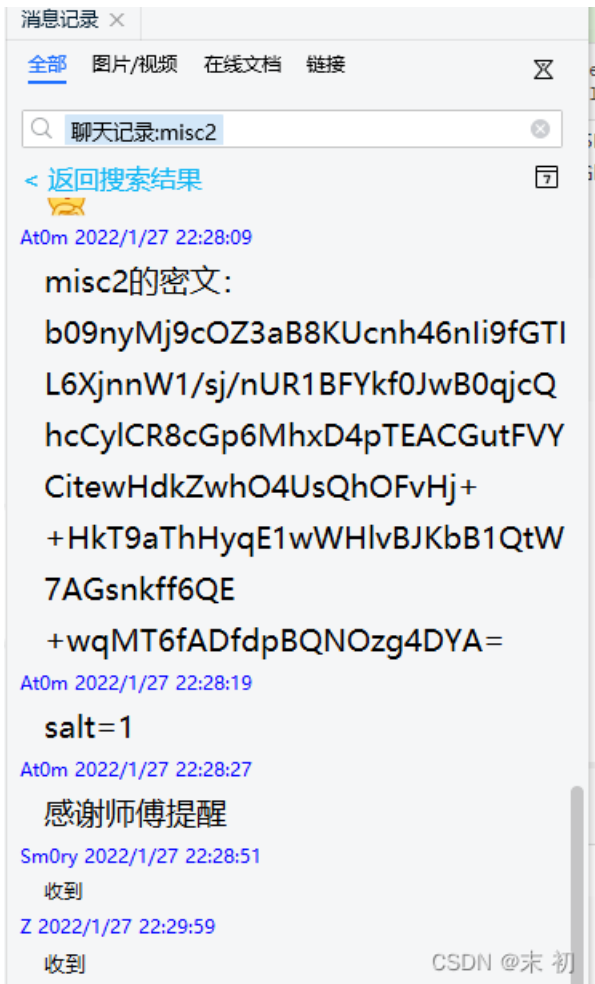 消息记录
全部 图片/视频 在线文档 链接
聊天记录:misc2
< 返回搜索结果
7
At0m 2022/1/27 22:28:09
misc2的密文:
b09nyMj9cOZ3aB8KUcnh46nIi9fGTI
L6XjnnW1/sj/nUR1BFYkf0JwB0qjcQ
hcCylCR8cGp6MhxD4pTEACGutFVY
CitewHdkZwhO4UsQhOFvHj+
+HkT9aThHyqE1wWHlvBJKbB1QtW
7AGsnkff6QE
+wqMT6fADfdpBQNOzg4DYA=
At0m 2022/1/27 22:28:19
salt=1
At0m 2022/1/27 22:28:27
感谢师傅提醒
Sm0ry 2022/1/27 22:28:51
收到
Z 2022/1/27 22:29:59
收到
CSDN @末 初